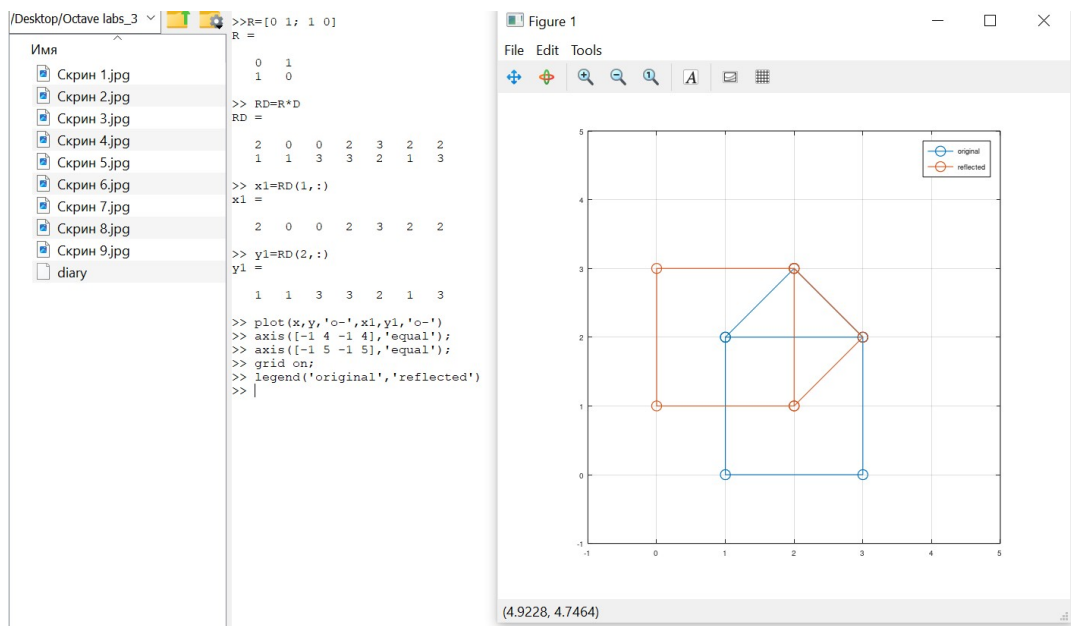 /Desktop/Octave labs_3
Имя
Скрин 1.jpg
Скрин 2.jpg
Скрин 3.jpg
Скрин 4.jpg
Скрин 5.jpg
Скрин 6.jpg
Скрин 7.jpg
Скрин 8.jpg
Скрин 9.jpg
diary
>>R=[0 1; 1 0]
R =
0 1
1 0
>> RD=R*D
RD =
2 0 0 2 3 2 2
1 1 3 3 2 1 3
>> x1=RD(1,:)
x1 =
2 0 0 2 3 2 2
>> y1=RD(2,:)
y1 =
1 1 3 3 2 1 3
>> plot(x,y,'o-',x1,y1,'o-')
>> axis([-1 4 -1 4],'equal');
>> axis([-1 5 -1 5],'equal');
>> grid on;
>> legend('original','reflected')
>>
Figure 1
File Edit Tools
A
original
reflected
5
4
3
2
1
0
-1
-1 0 1 2 3 4 5
(4.9228, 4.7464)